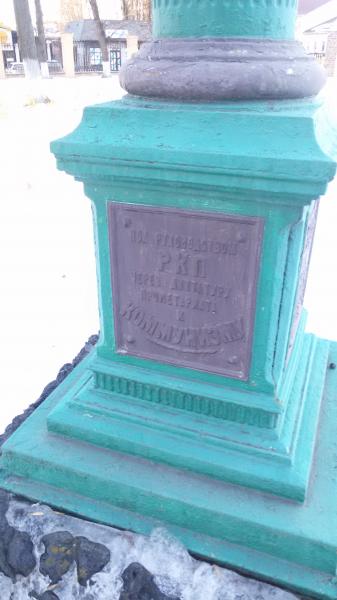 ПОД РУКОВОДСТВОМ
РКП
ЧЕРЕЗ ДИКТАТУРУ
ПРОЛЕТАРИАТА
К
КОММУНИЗМУ